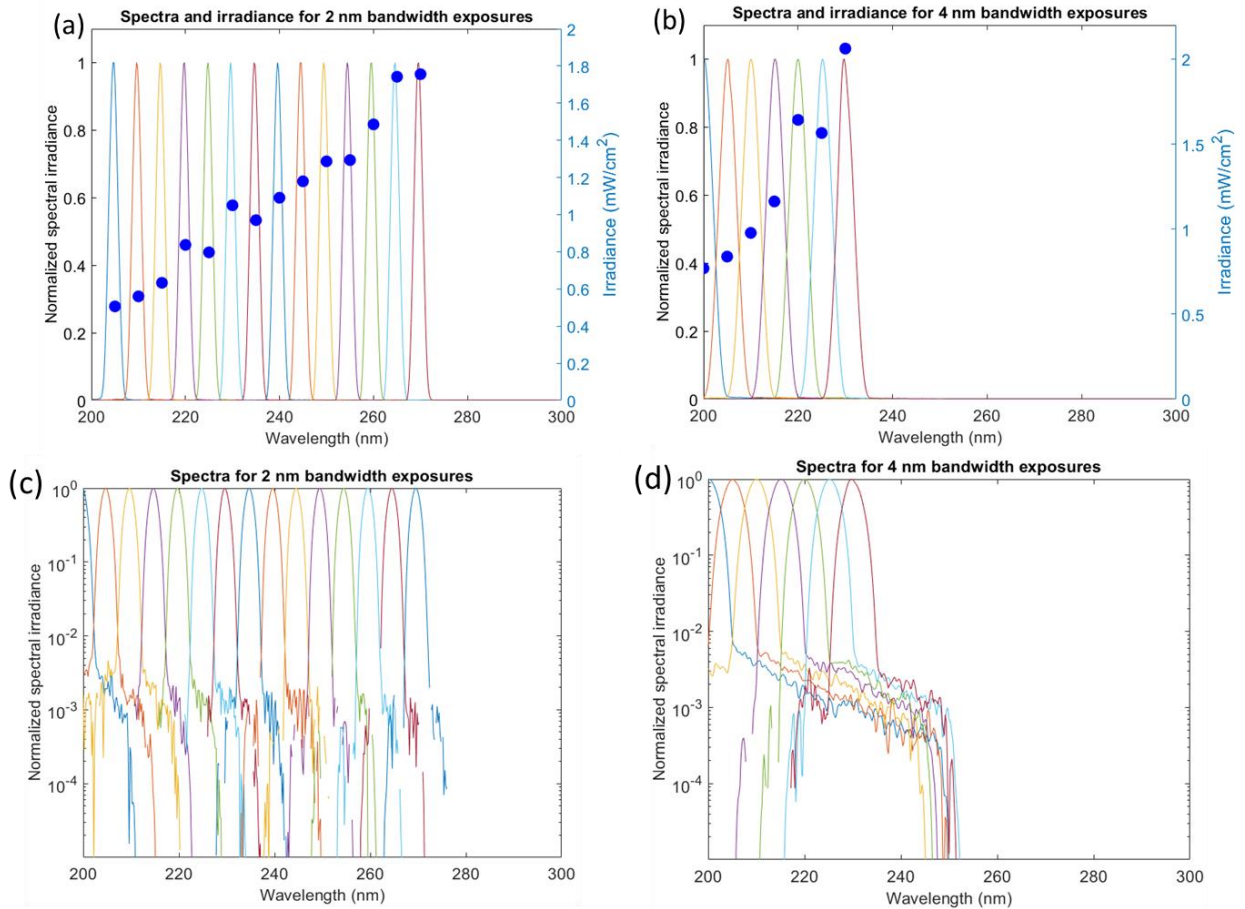 (a)
Spectra and irradiance for 2 nm bandwidth exposures
Normalized spectral irradiance
1
0.8
0.6
0.4
0.2
0
2
1.8
1.6
1.4
1.2
1
0.8
0.6
0.4
0.2
0
Irradiance (mW/cm²)
200 220 240 260 280 300
Wavelength (nm)
(b)
Spectra and irradiance for 4 nm bandwidth exposures
Normalized spectral irradiance
1
0.8
0.6
0.4
0.2
0
2
1.5
1
0.5
0
Irradiance (mW/cm²)
200 220 240 260 280 300
Wavelength (nm)
(c)
Spectra for 2 nm bandwidth exposures
Normalized spectral irradiance
10⁰
10⁻¹
10⁻²
10⁻³
10⁻⁴
200 220 240 260 280 300
Wavelength (nm)
(d)
Spectra for 4 nm bandwidth exposures
Normalized spectral irradiance
10⁰
10⁻¹
10⁻²
10⁻³
10⁻⁴
200 220 240 260 280 300
Wavelength (nm)